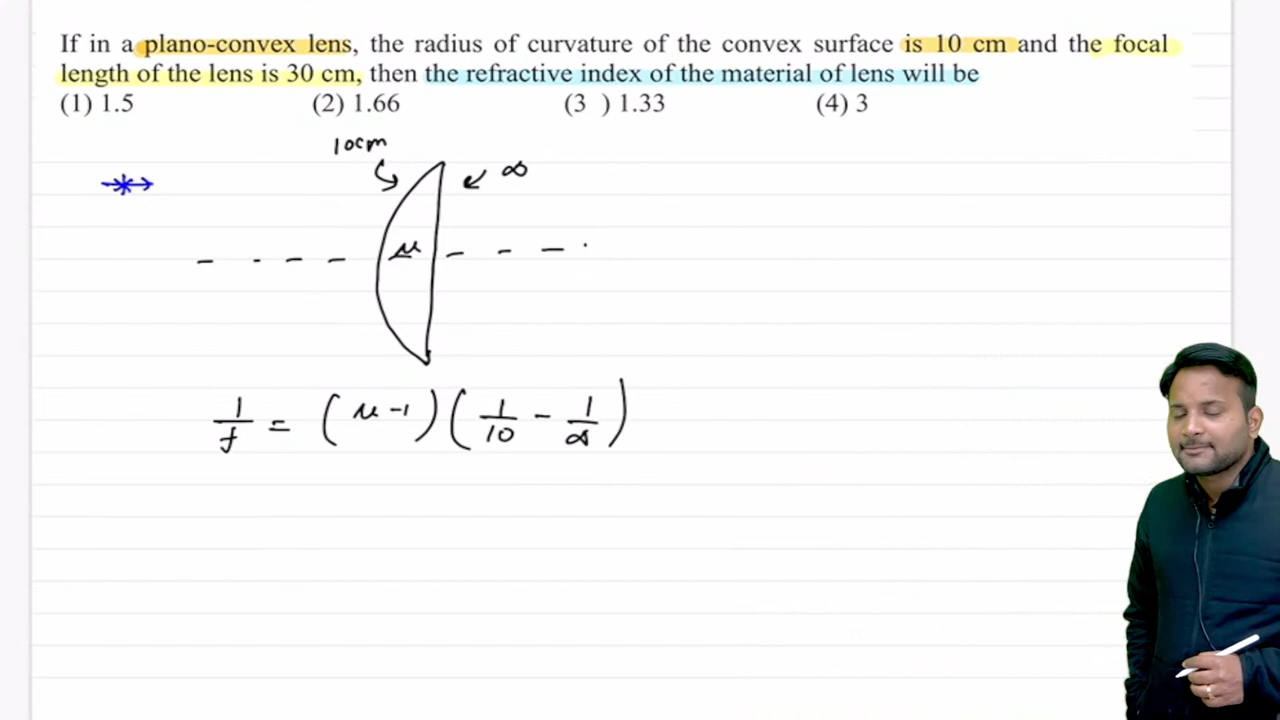 If in a plano-convex lens, the radius of curvature of the convex surface is 10 cm and the focal
length of the lens is 30 cm, then the refractive index of the material of lens will be
(1) 1.5 (2) 1.66 (3 ) 1.33 (4) 3
10cm
∞
μ
1/f = (μ-1) (1/10 - 1/∞)